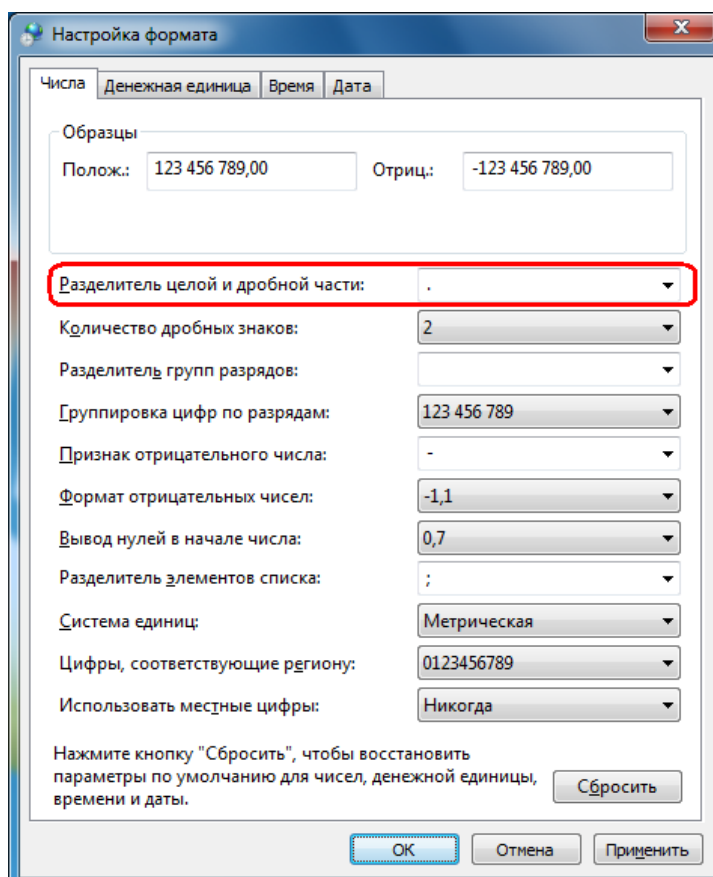 Настройка формата
Числа Денежная единица Время Дата
Образцы
Полож.: 123 456 789,00 Отриц.: -123 456 789,00
Разделитель целой и дробной части: .
Количество дробных знаков: 2
Разделитель групп разрядов:
Группировка цифр по разрядам: 123 456 789
Признак отрицательного числа: -
Формат отрицательных чисел: -1,1
Вывод нулей в начале числа: 0,7
Разделитель элементов списка: ;
Система единиц: Метрическая
Цифры, соответствующие региону: 0123456789
Использовать местные цифры: Никогда
Нажмите кнопку "Сбросить", чтобы восстановить
параметры по умолчанию для чисел, денежной единицы,
времени и даты.
Сбросить
ОК Отмена Применить